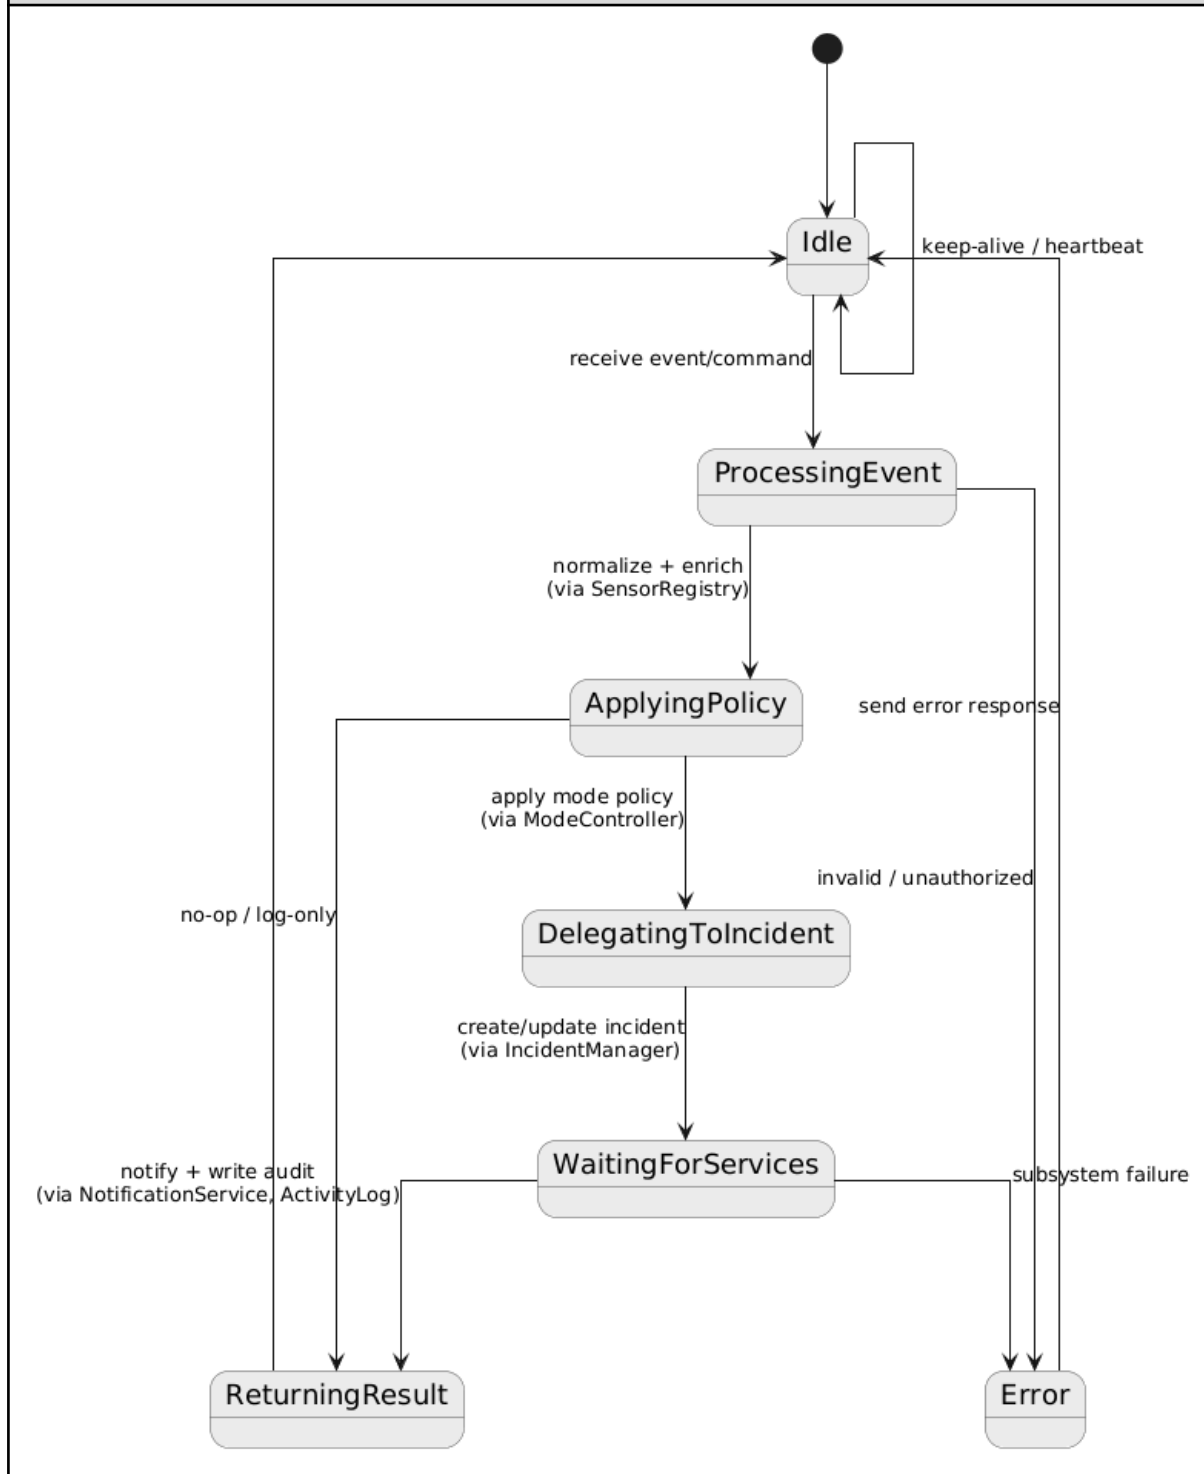 Idle
keep-alive / heartbeat
receive event/command
ProcessingEvent
normalize + enrich
(via SensorRegistry)
ApplyingPolicy
send error response
apply mode policy
(via ModeController)
invalid / unauthorized
no-op / log-only
DelegatingToIncident
create/update incident
(via IncidentManager)
WaitingForServices
notify + write audit
(via NotificationService, ActivityLog)
subsystem failure
ReturningResult
Error